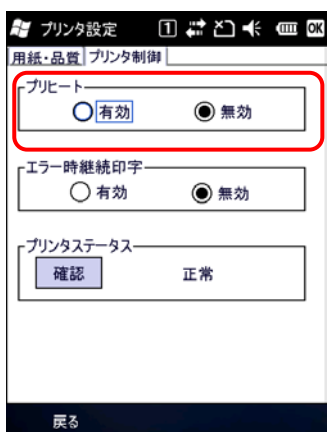 プリンタ設定 1 OK
用紙・品質 プリンタ制御
プリヒート
有効 無効
エラー時継続印字
有効 無効
プリンタステータス
確認 正常
戻る